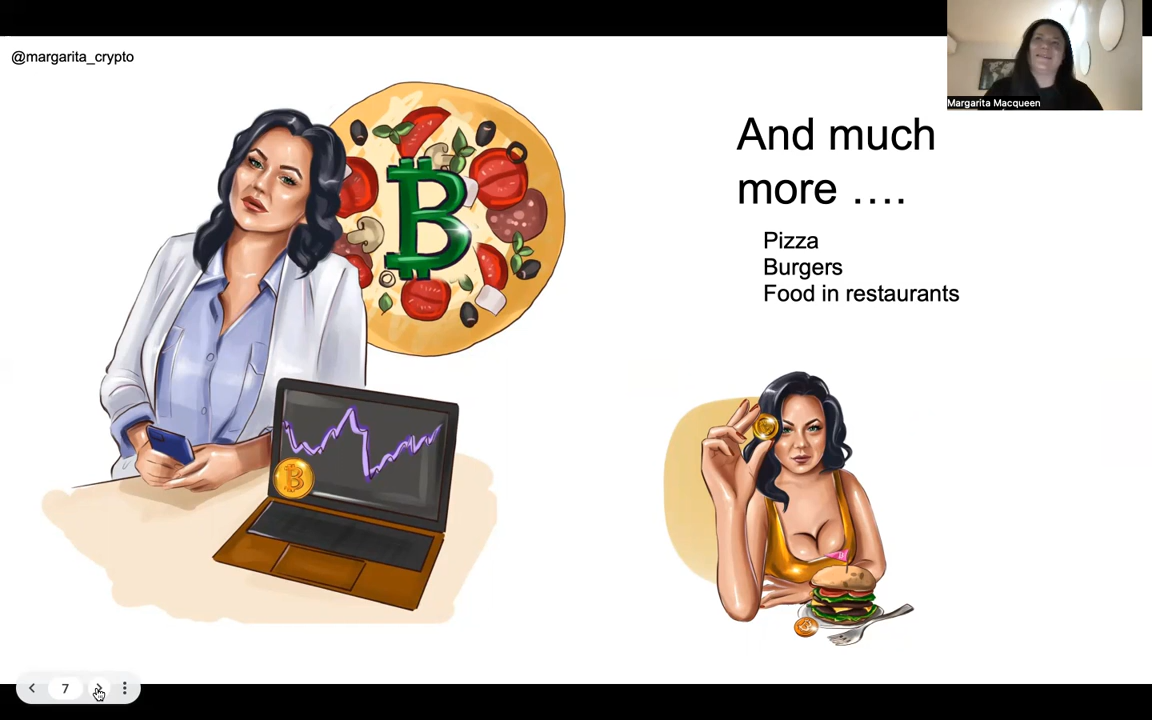 @margarita_crypto
Margarita Macqueen
And much
more ....
Pizza
Burgers
Food in restaurants
7